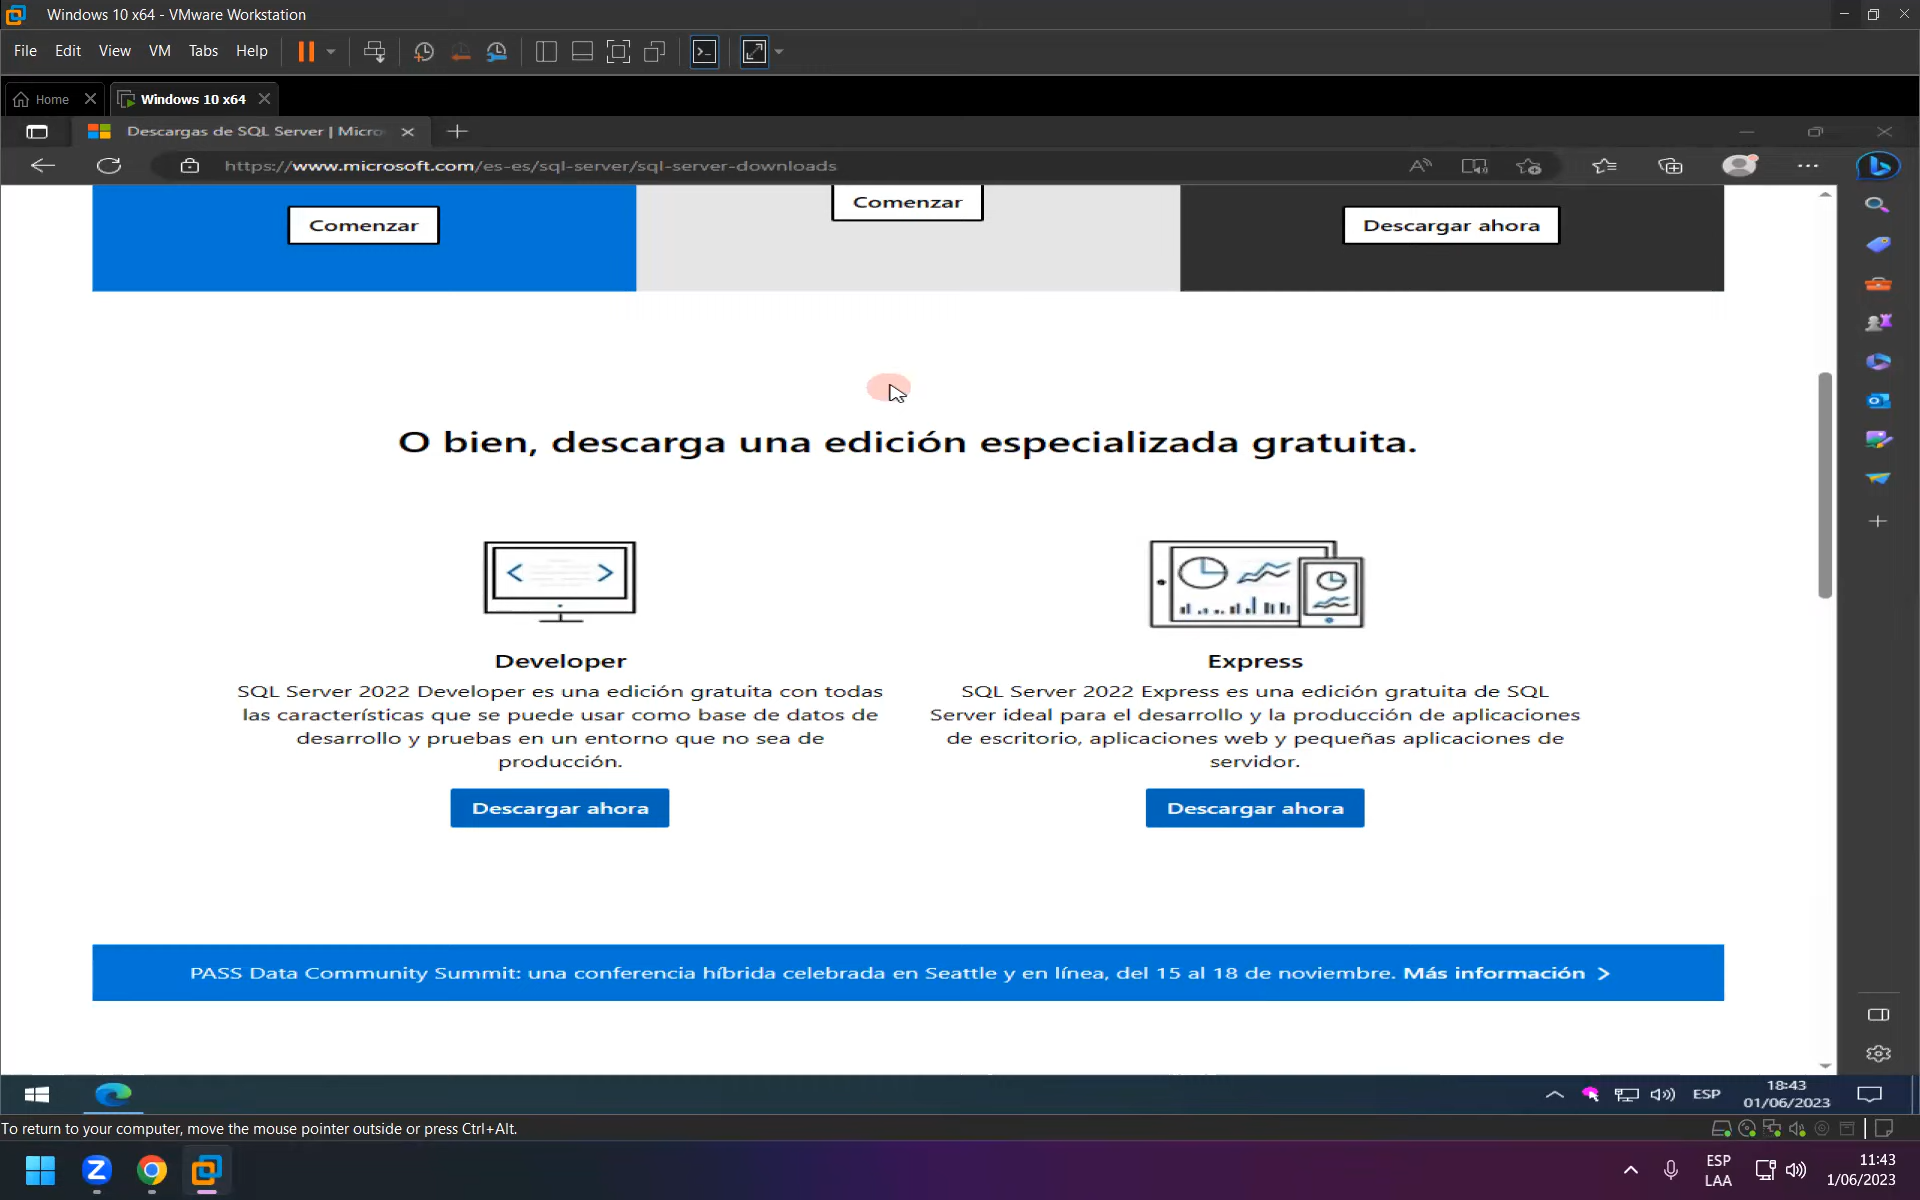 Windows 10 x64 - VMware Workstation
File Edit View VM Tabs Help
Home
Windows 10 x64
Descargas de SQL Server | Micro
https://www.microsoft.com/es-es/sql-server/sql-server-downloads
Comenzar
Comenzar
Descargar ahora
O bien, descarga una edición especializada gratuita.
Developer
SQL Server 2022 Developer es una edición gratuita con todas
las características que se puede usar como base de datos de
desarrollo y pruebas en un entorno que no sea de
producción.
Descargar ahora
Express
SQL Server 2022 Express es una edición gratuita de SQL
Server ideal para el desarrollo y la producción de aplicaciones
de escritorio, aplicaciones web y pequeñas aplicaciones de
servidor.
Descargar ahora
PASS Data Community Summit: una conferencia híbrida celebrada en Seattle y en línea, del 15 al 18 de noviembre. Más información
ESP
18:43
01/06/2023
To return to your computer, move the mouse pointer outside or press Ctrl+Alt.
ESP
LAA
11:43
1/06/2023